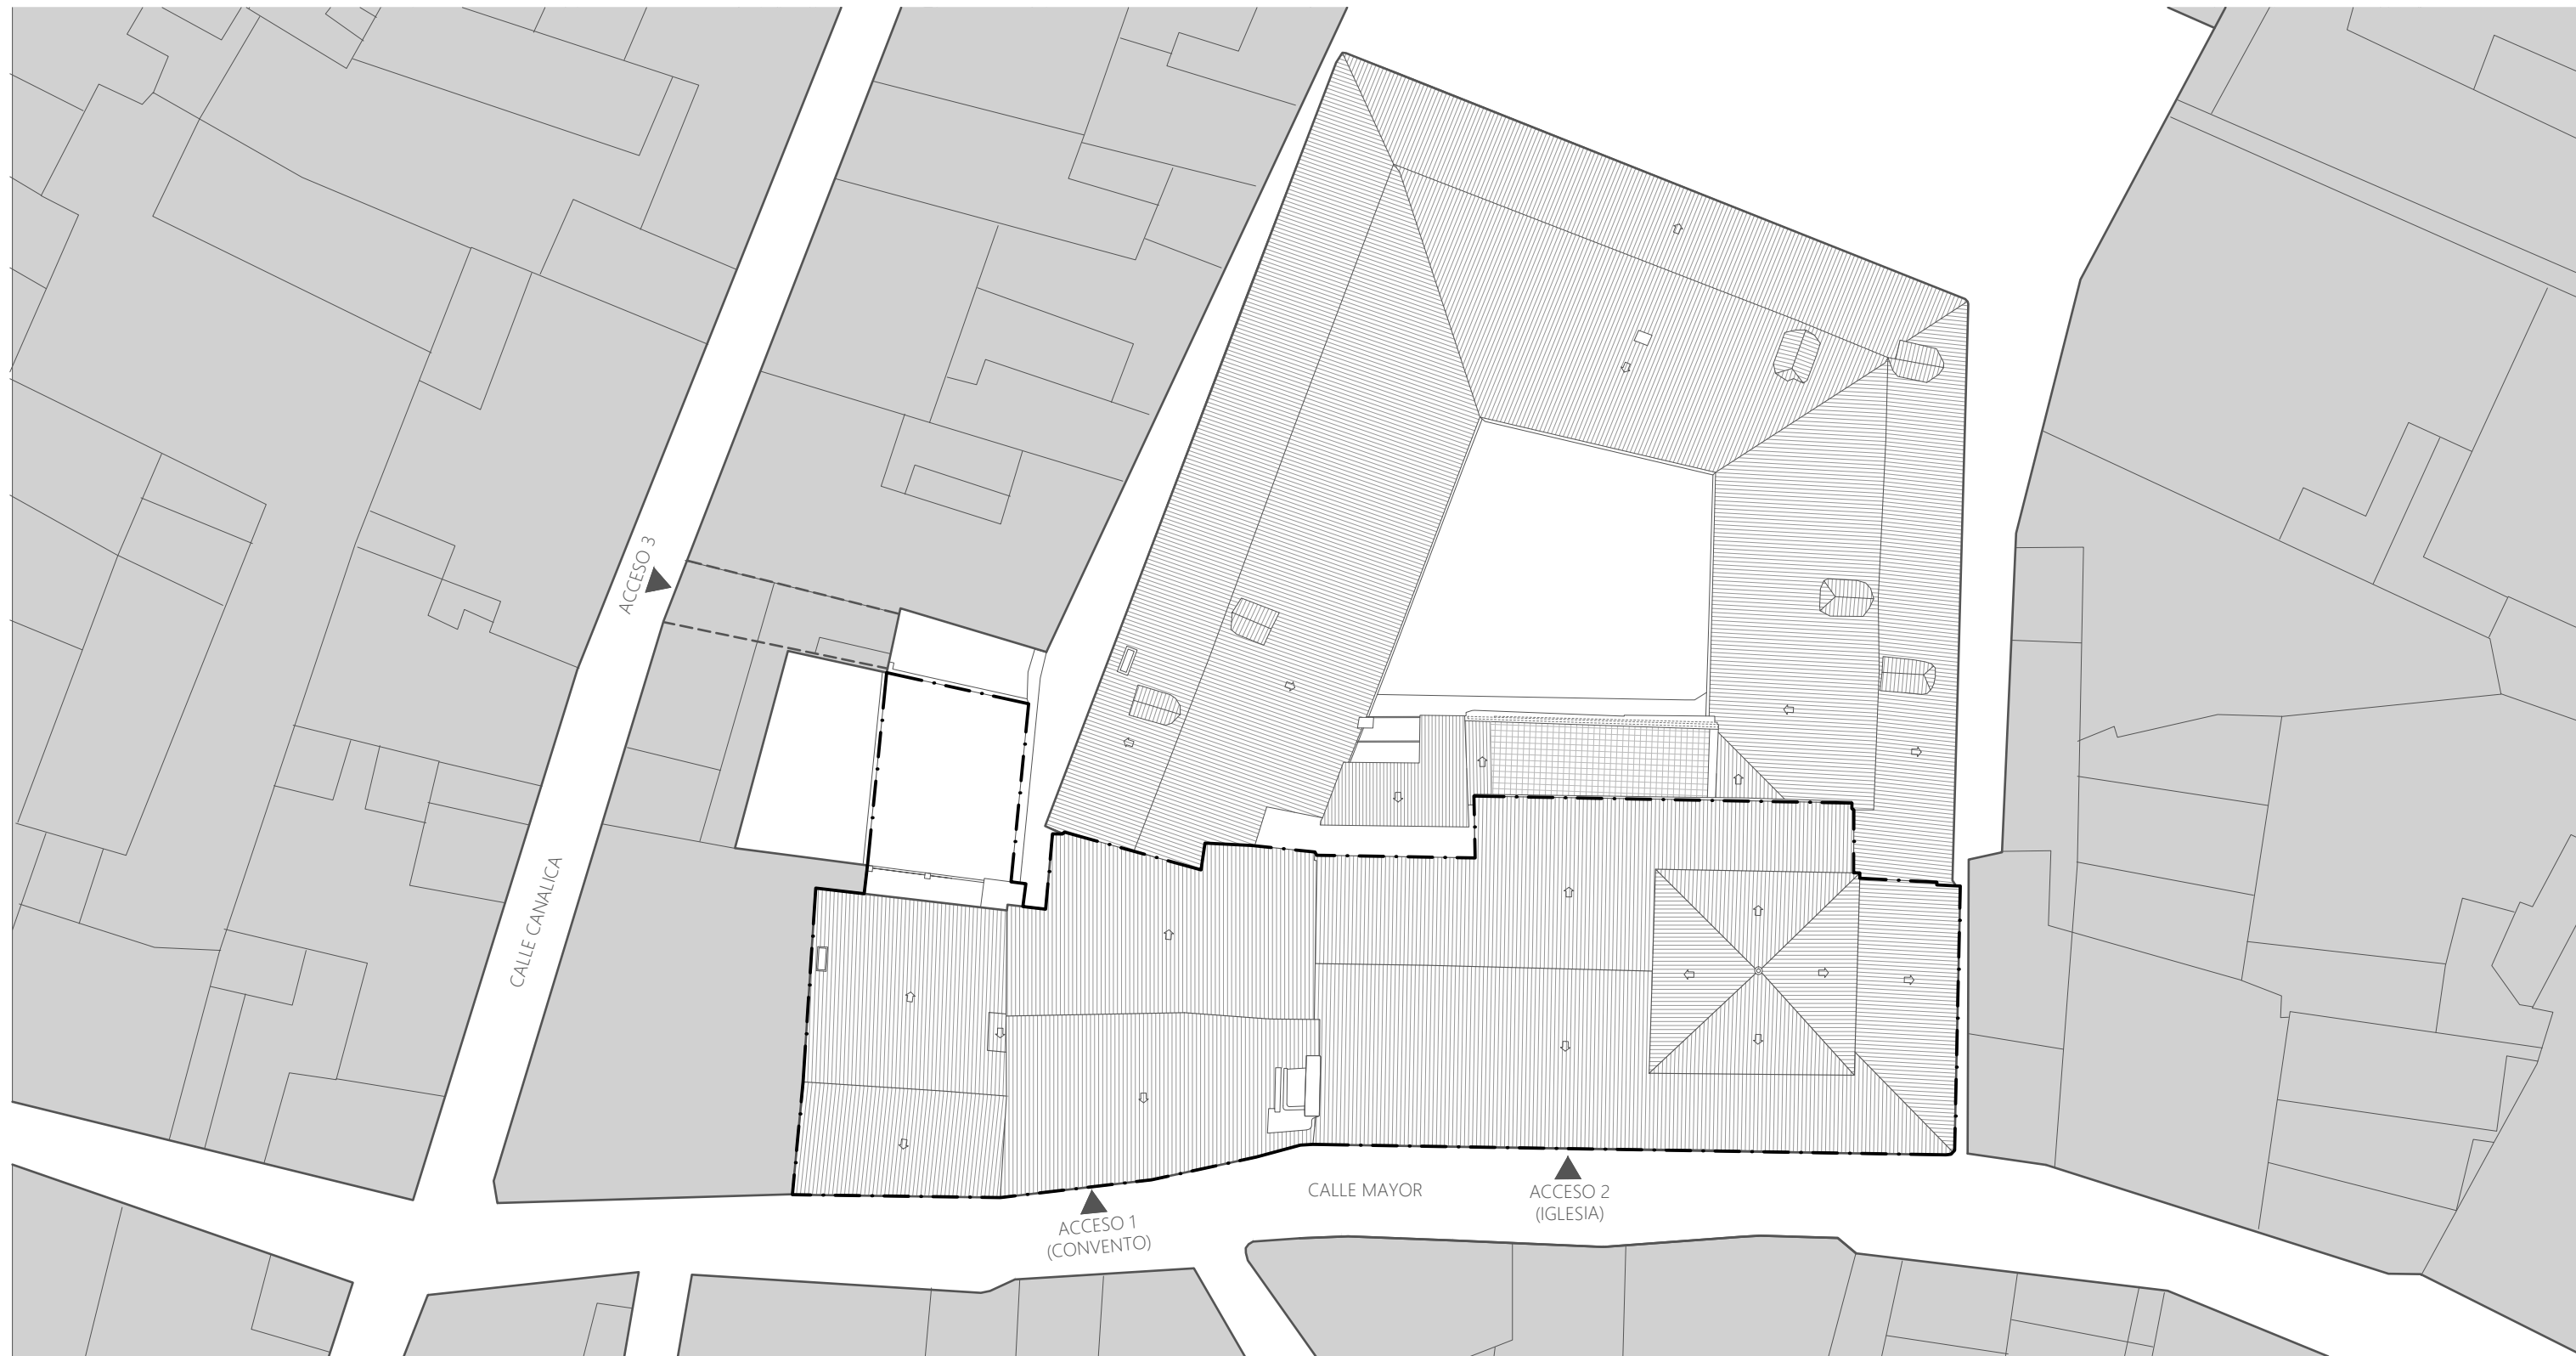 ACCESO 3
CALLE CANALICA
CALLE MAYOR
ACCESO 2
(IGLESIA)
ACCESO 1
(CONVENTO)